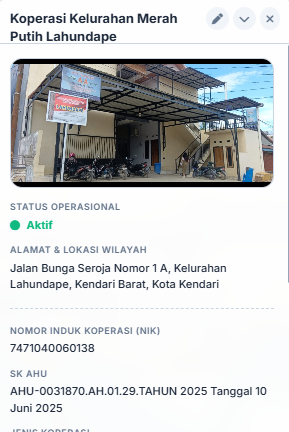 Koperasi Kelurahan Merah
Putih Lahundape
STATUS OPERASIONAL
Aktif
ALAMAT & LOKASI WILAYAH
Jalan Bunga Seroja Nomor 1 A, Kelurahan
Lahundape, Kendari Barat, Kota Kendari
NOMOR INDUK KOPERASI (NIK)
7471040060138
SK AHU
AHU-0031870.AH.01.29.TAHUN 2025 Tanggal 10
Juni 2025
JENIS KOPERASI